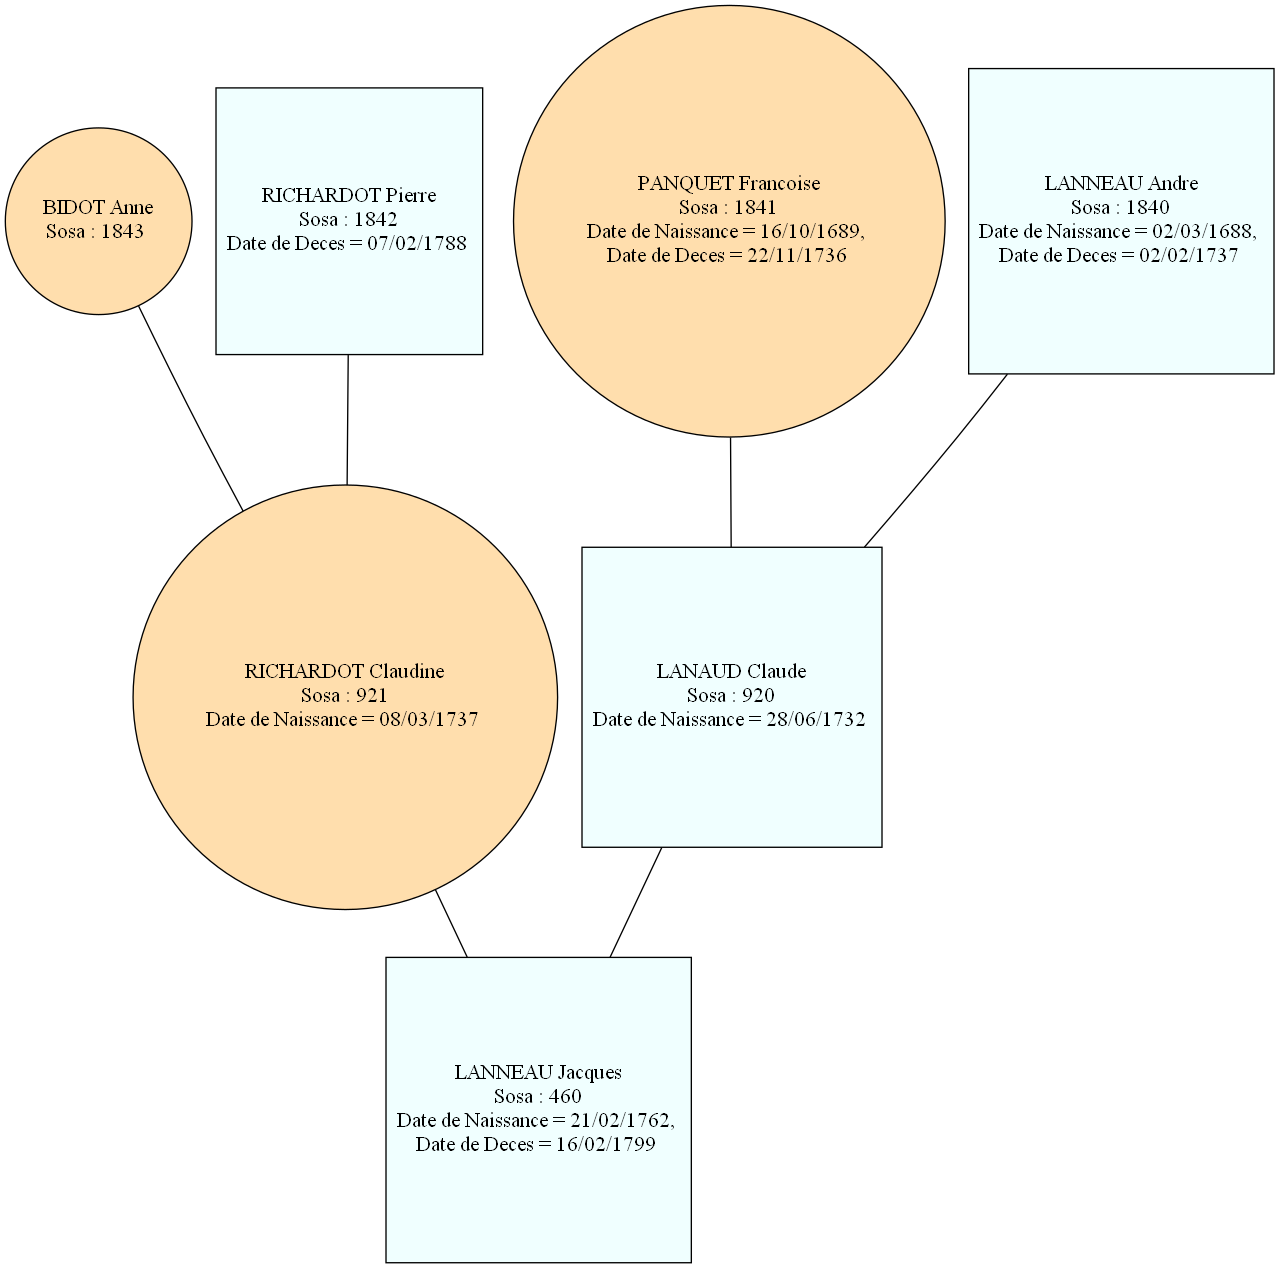 BIDOT Anne
Sosa : 1843
RICHARDOT Pierre
Sosa : 1842
Date de Deces = 07/02/1788
PANQUET Francoise
Sosa : 1841
Date de Naissance = 16/10/1689,
Date de Deces = 22/11/1736
LANNEAU Andre
Sosa : 1840
Date de Naissance = 02/03/1688,
Date de Deces = 02/02/1737
RICHARDOT Claudine
Sosa : 921
Date de Naissance = 08/03/1737
LANAUD Claude
Sosa : 920
Date de Naissance = 28/06/1732
LANNEAU Jacques
Sosa : 460
Date de Naissance = 21/02/1762,
Date de Deces = 16/02/1799